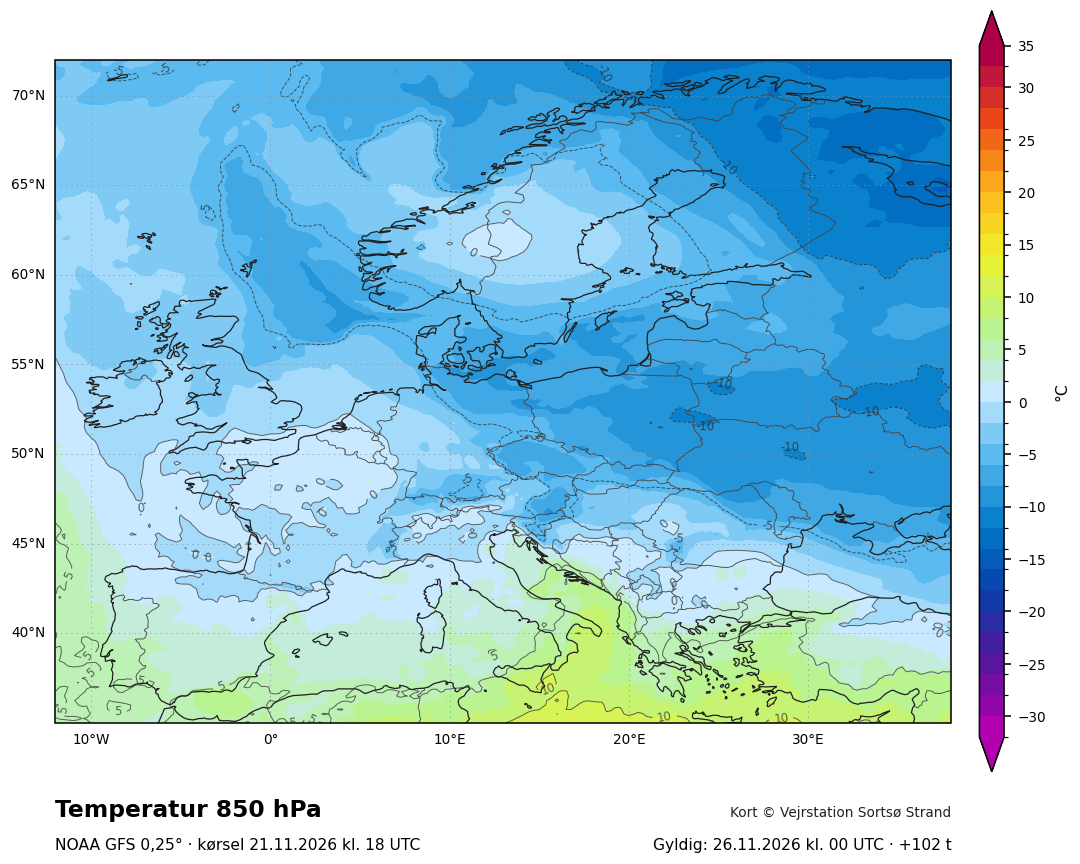 70°N
65°N
60°N
55°N
50°N
45°N
40°N
10°W
0°
10°E
20°E
30°E
35
30
25
20
15
10
5
0
−5
−10
−15
−20
−25
−30
°C
Temperatur 850 hPa
Kort © Vejrstation Sortsø Strand
NOAA GFS 0,25° · kørsel 21.11.2026 kl. 18 UTC
Gyldig: 26.11.2026 kl. 00 UTC · +102 t